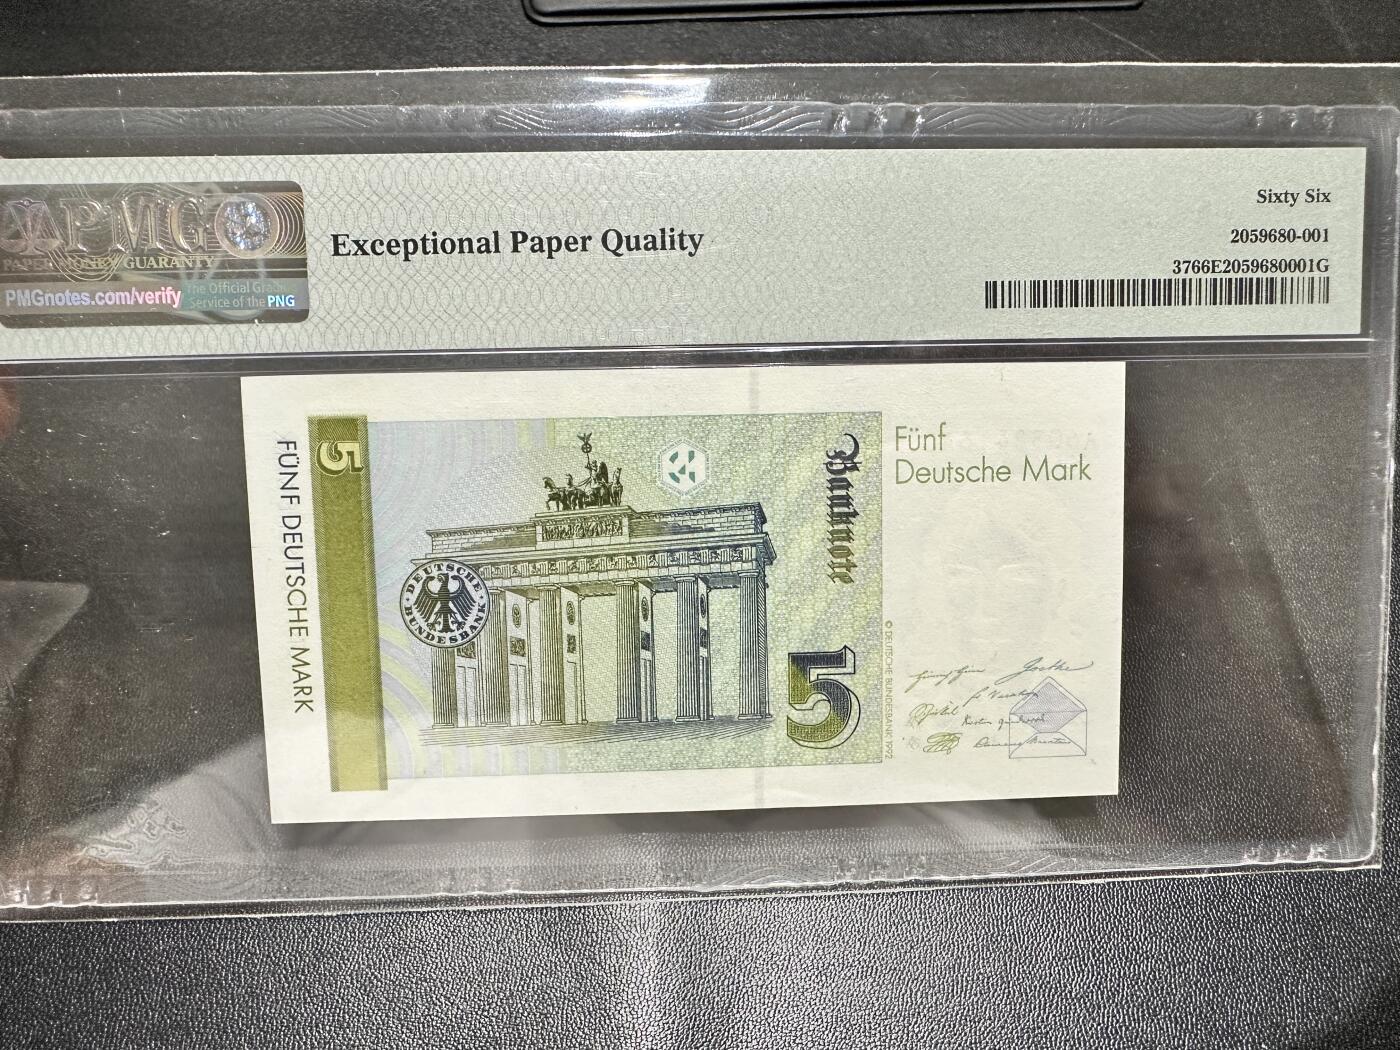 PMG
PAPER MONEY GUARANTY
PMGnotes.com/verify
The Official Grading
Service of the PNG
Exceptional Paper Quality
Sixty Six
2059680-001
3766E2059680001G
5
FÜNF DEUTSCHE MARK
DEUTSCHE
BUNDESBANK
Banknote
5
© DEUTSCHE BUNDESBANK 1992
Fünf
Deutsche Mark